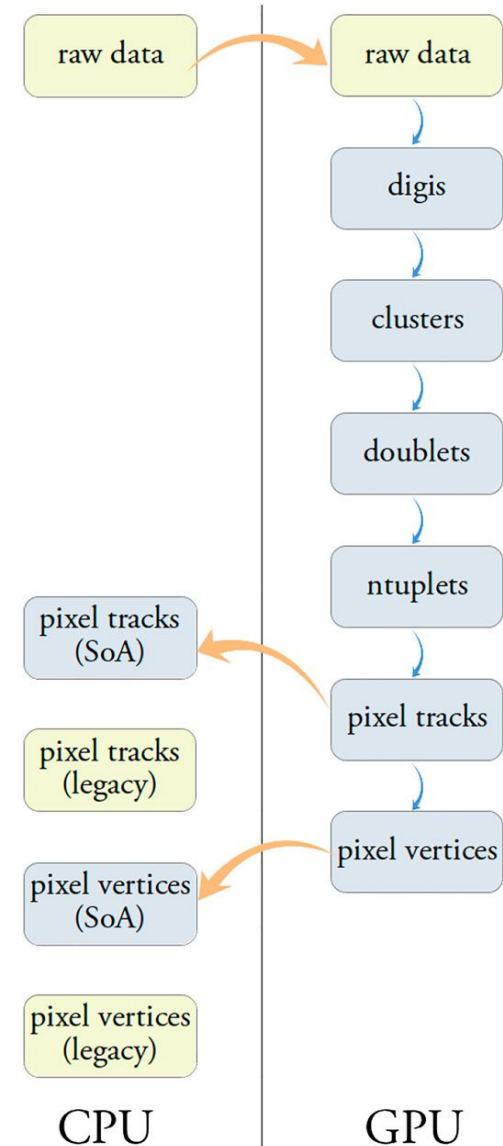 raw data
raw data
digis
clusters
doublets
ntuplets
pixel tracks
(SoA)
pixel tracks
pixel tracks
(legacy)
pixel vertices
pixel vertices
(SoA)
pixel vertices
(legacy)
CPU
GPU